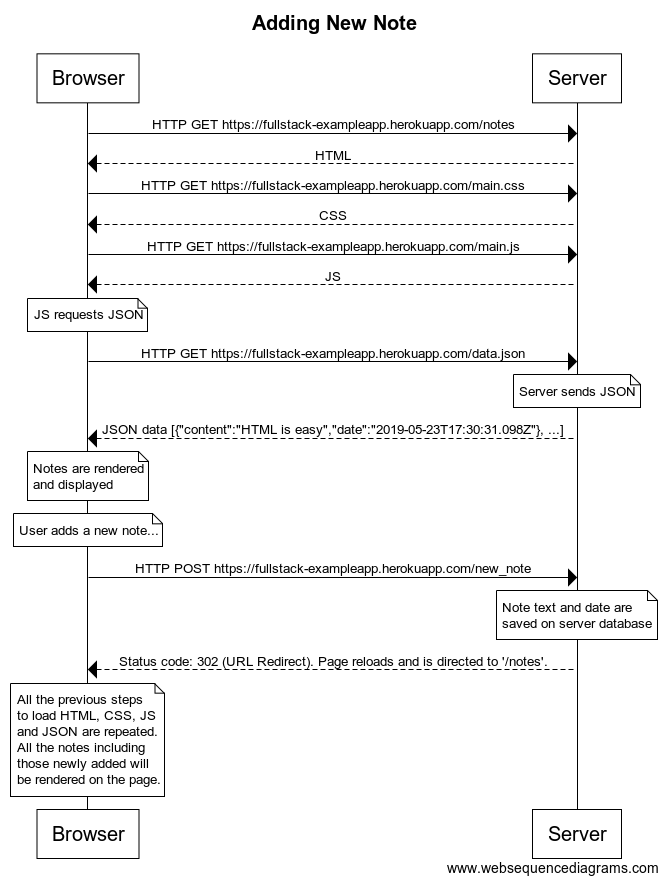 Adding New Note
Browser
Server
HTTP GET https://fullstack-exampleapp.herokuapp.com/notes
HTML
HTTP GET https://fullstack-exampleapp.herokuapp.com/main.css
CSS
HTTP GET https://fullstack-exampleapp.herokuapp.com/main.js
JS
JS requests JSON
HTTP GET https://fullstack-exampleapp.herokuapp.com/data.json
Server sends JSON
JSON data [{"content":"HTML is easy","date":"2019-05-23T17:30:31.098Z"}, ...]
Notes are rendered
and displayed
User adds a new note...
HTTP POST https://fullstack-exampleapp.herokuapp.com/new_note
Note text and date are
saved on server database
Status code: 302 (URL Redirect). Page reloads and is directed to '/notes'.
All the previous steps
to load HTML, CSS, JS
and JSON are repeated.
All the notes including
those newly added will
be rendered on the page.
Browser
Server
www.websequencediagrams.com